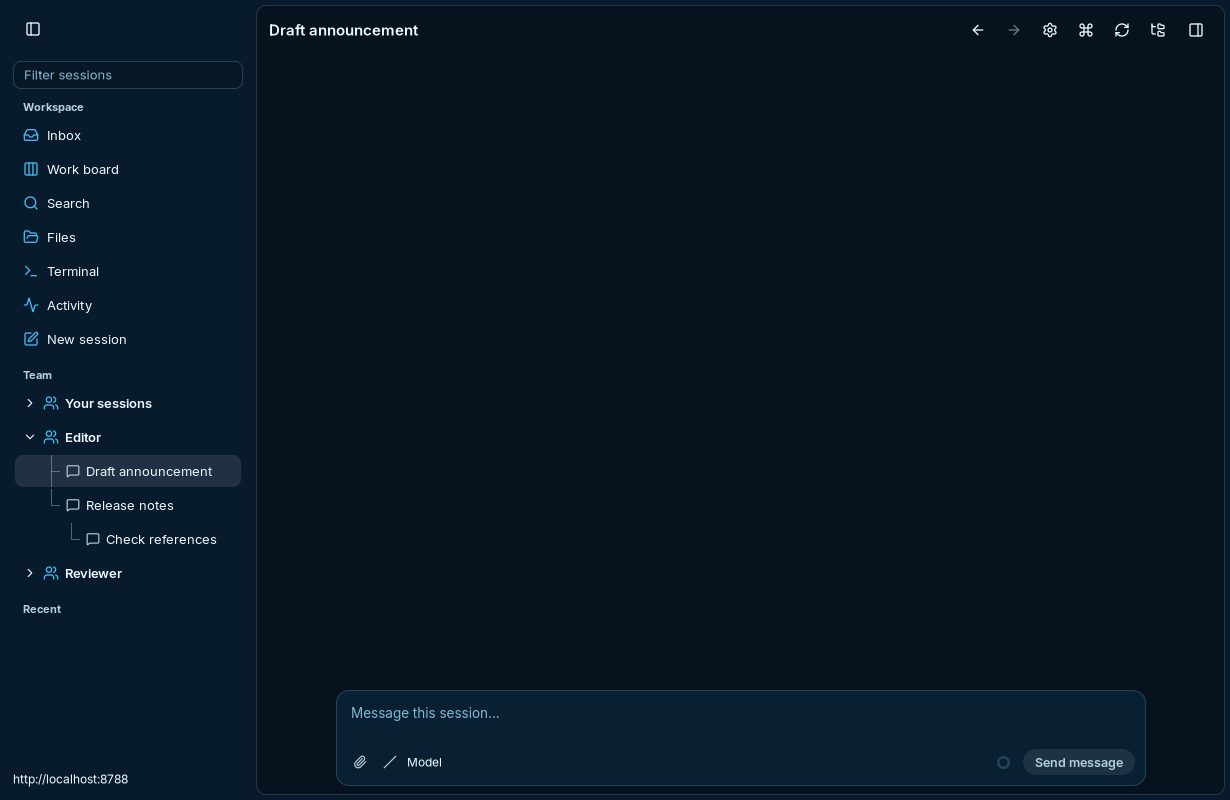 Draft announcement
Filter sessions
Workspace
Inbox
Work board
Search
Files
Terminal
Activity
New session
Team
Your sessions
Editor
Draft announcement
Release notes
Check references
Reviewer
Recent
Message this session...
Model
Send message
http://localhost:8788